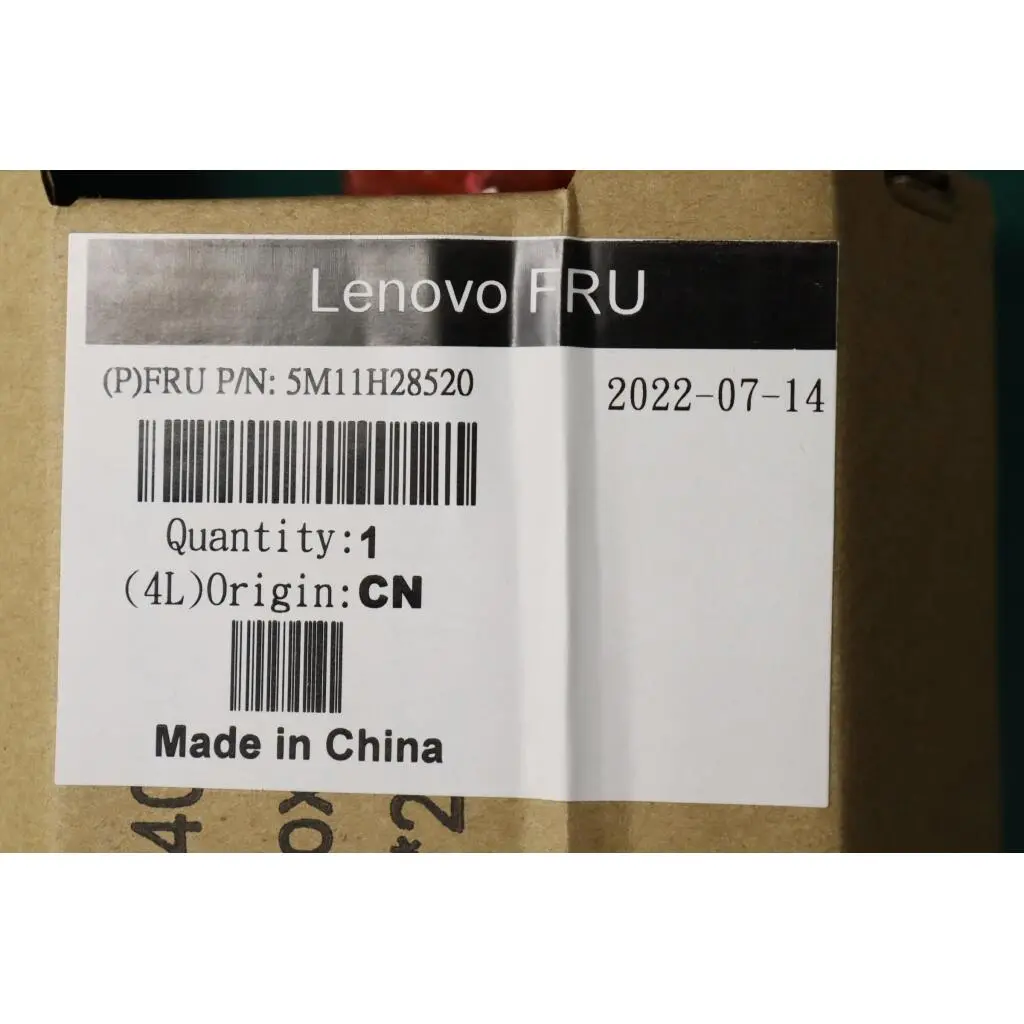 Lenovo FRU
(P)FRU P/N: 5M11H28520
2022-07-14
Quantity:1
(4L)Origin:CN
Made in China